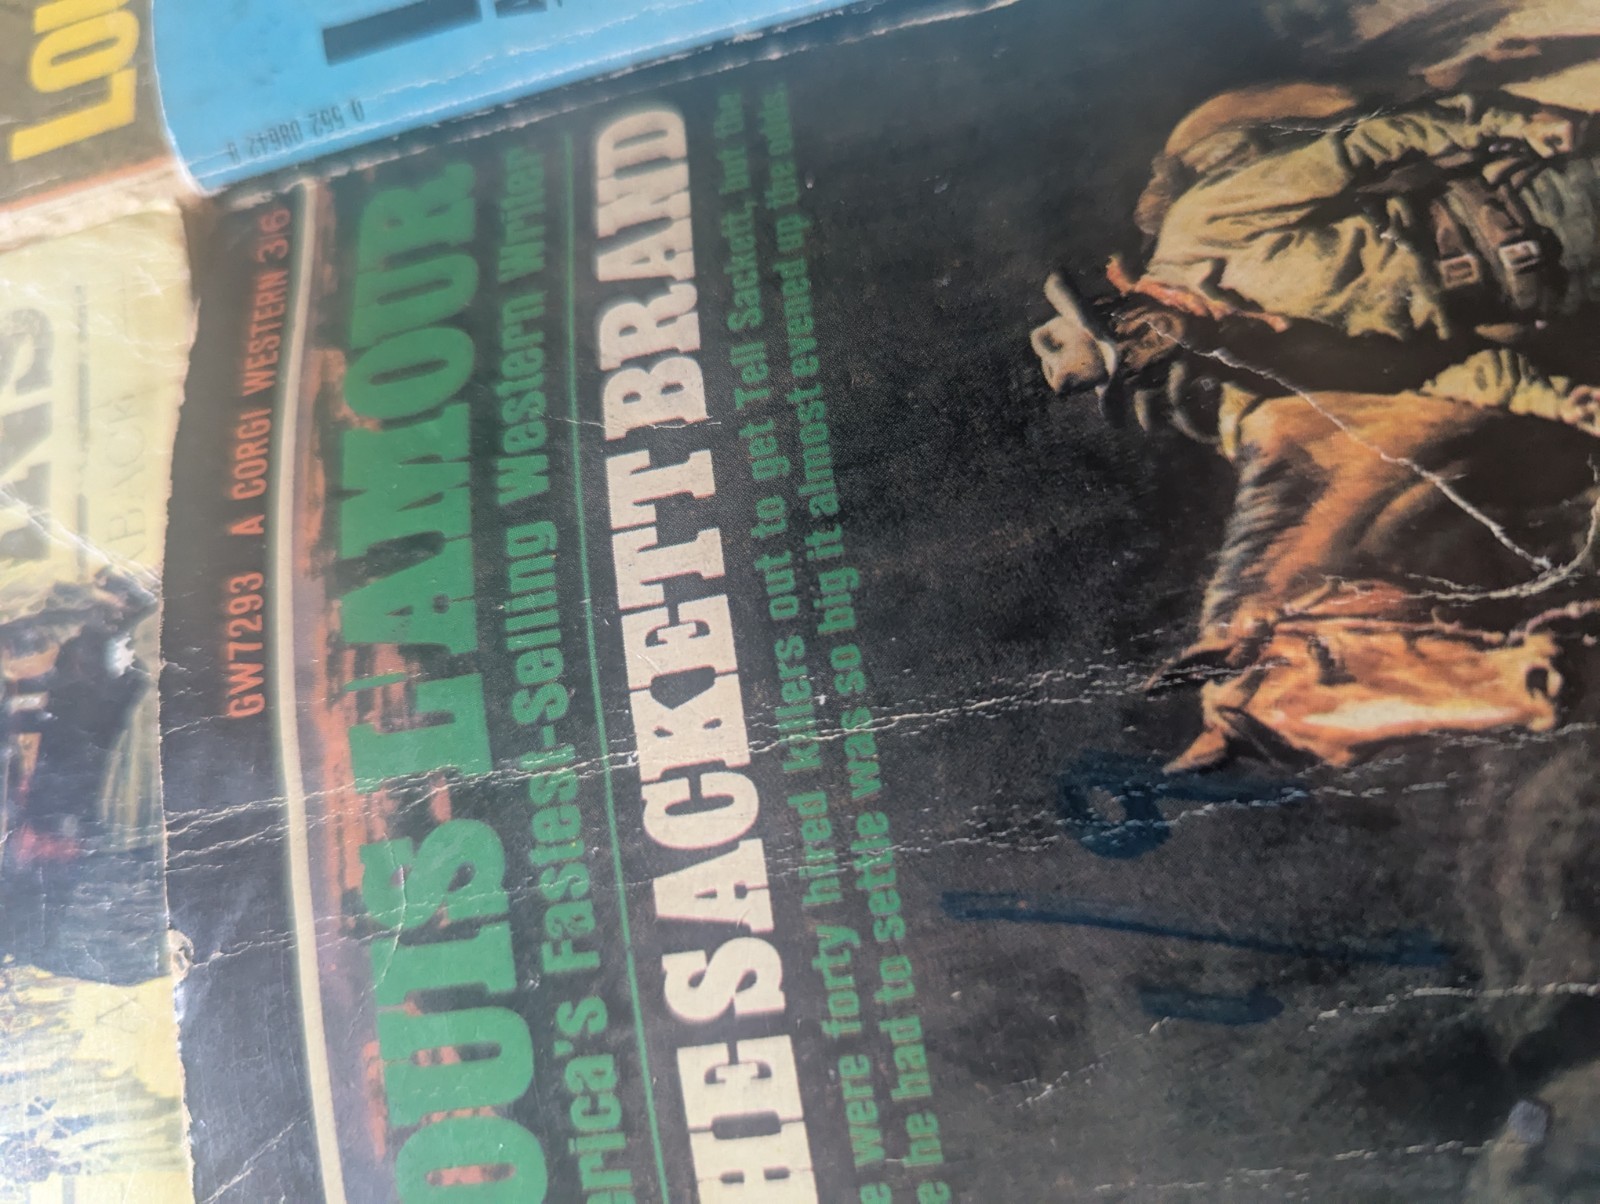 GW7293 A CORGI WESTERN 3'6
OUIS L'AMOUR
erica's Fastest-Selling Western Writer
HE SACKETT BRAND
e were forty hired killers out to get Tell Sackett, but the
e he had to settle was so big it almost evened up the odds.
19
0 552 08642 8
LOU